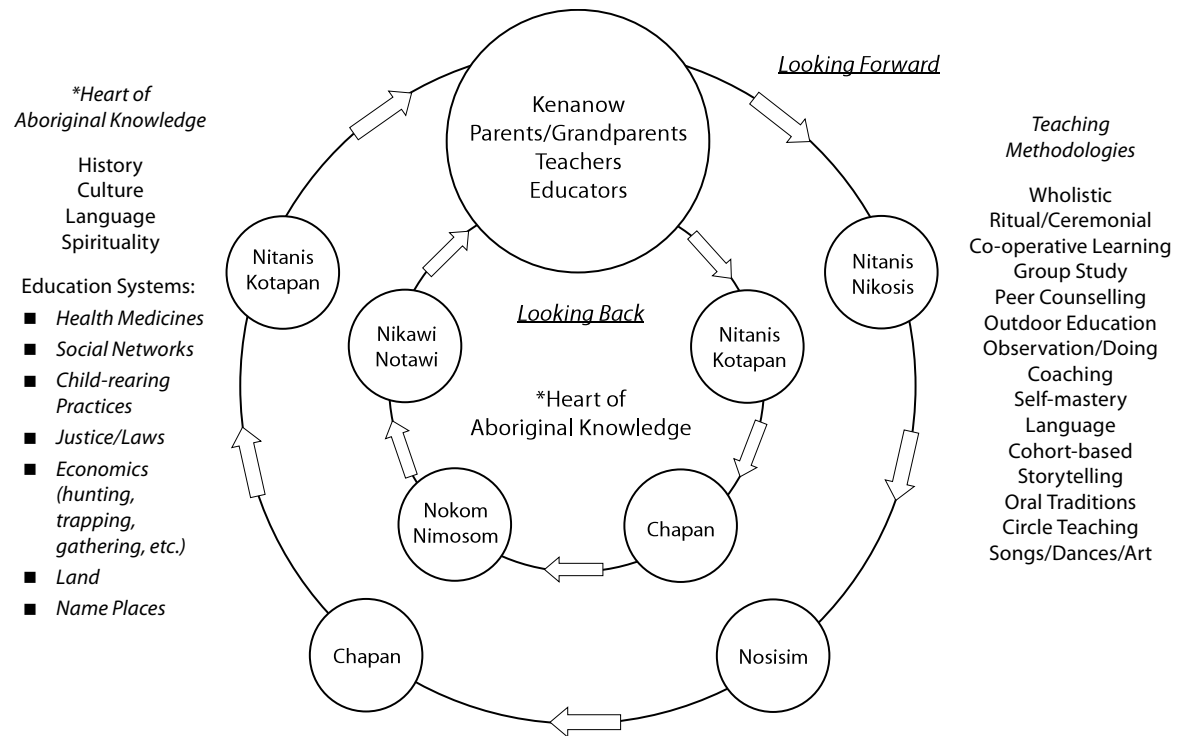 *Heart of
Aboriginal Knowledge
History
Culture
Language
Spirituality
Education Systems:
■ Health Medicines
■ Social Networks
■ Child-rearing
Practices
■ Justice/Laws
■ Economics
(hunting,
trapping,
gathering, etc.)
■ Land
■ Name Places
Kenanow
Parents/Grandparents
Teachers
Educators
Looking Forward
Nitanis
Kotapan
Nitanis
Nikosis
Looking Back
Nikawi
Notawi
Nitanis
Kotapan
*Heart of
Aboriginal Knowledge
Nokom
Nimosom
Chapan
Chapan
Nosisim
Teaching
Methodologies
Wholistic
Ritual/Ceremonial
Co-operative Learning
Group Study
Peer Counselling
Outdoor Education
Observation/Doing
Coaching
Self-mastery
Language
Cohort-based
Storytelling
Oral Traditions
Circle Teaching
Songs/Dances/Art